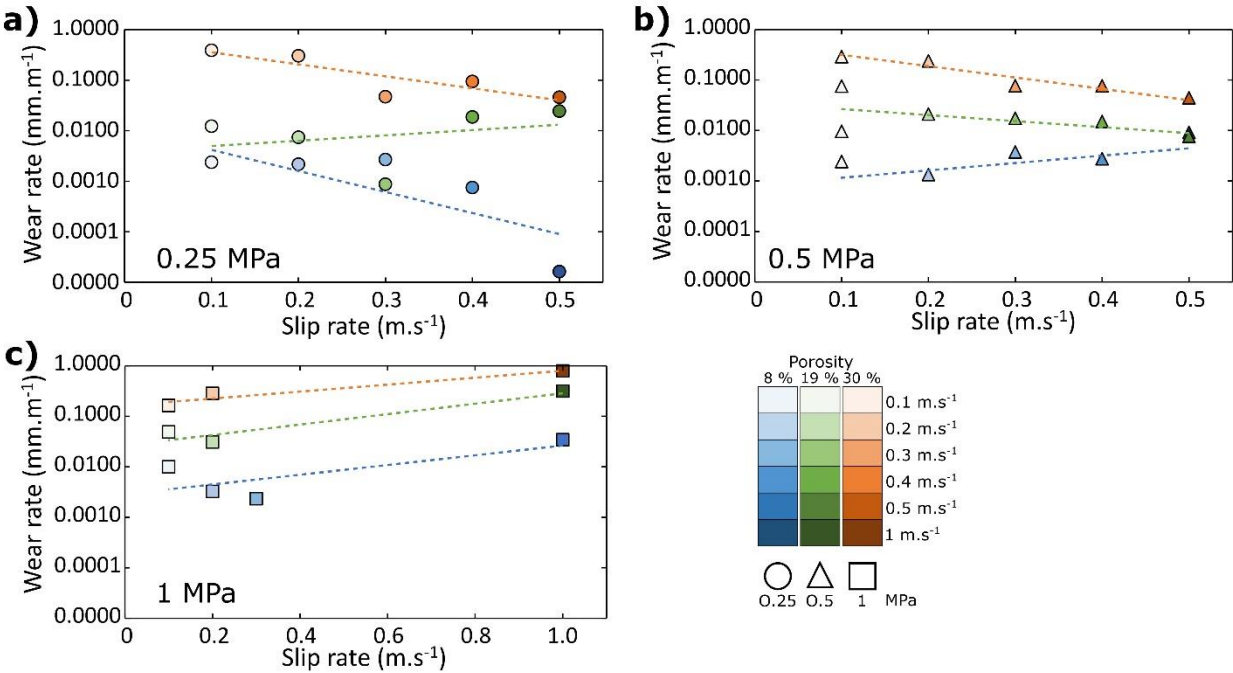 a)
Wear rate (mm.m⁻¹)
1.0000
0.1000
0.0100
0.0010
0.0001
0.0000
0.25 MPa
0 0.1 0.2 0.3 0.4 0.5
Slip rate (m.s⁻¹)
b)
Wear rate (mm.m⁻¹)
1.0000
0.1000
0.0100
0.0010
0.0001
0.0000
0.5 MPa
0 0.1 0.2 0.3 0.4 0.5
Slip rate (m.s⁻¹)
c)
Wear rate (mm.m⁻¹)
1.0000
0.1000
0.0100
0.0010
0.0001
0.0000
1 MPa
0 0.2 0.4 0.6 0.8 1.0
Slip rate (m.s⁻¹)
Porosity
8 % 19 % 30 %
0.1 m.s⁻¹
0.2 m.s⁻¹
0.3 m.s⁻¹
0.4 m.s⁻¹
0.5 m.s⁻¹
1 m.s⁻¹
0.25 0.5 1 MPa